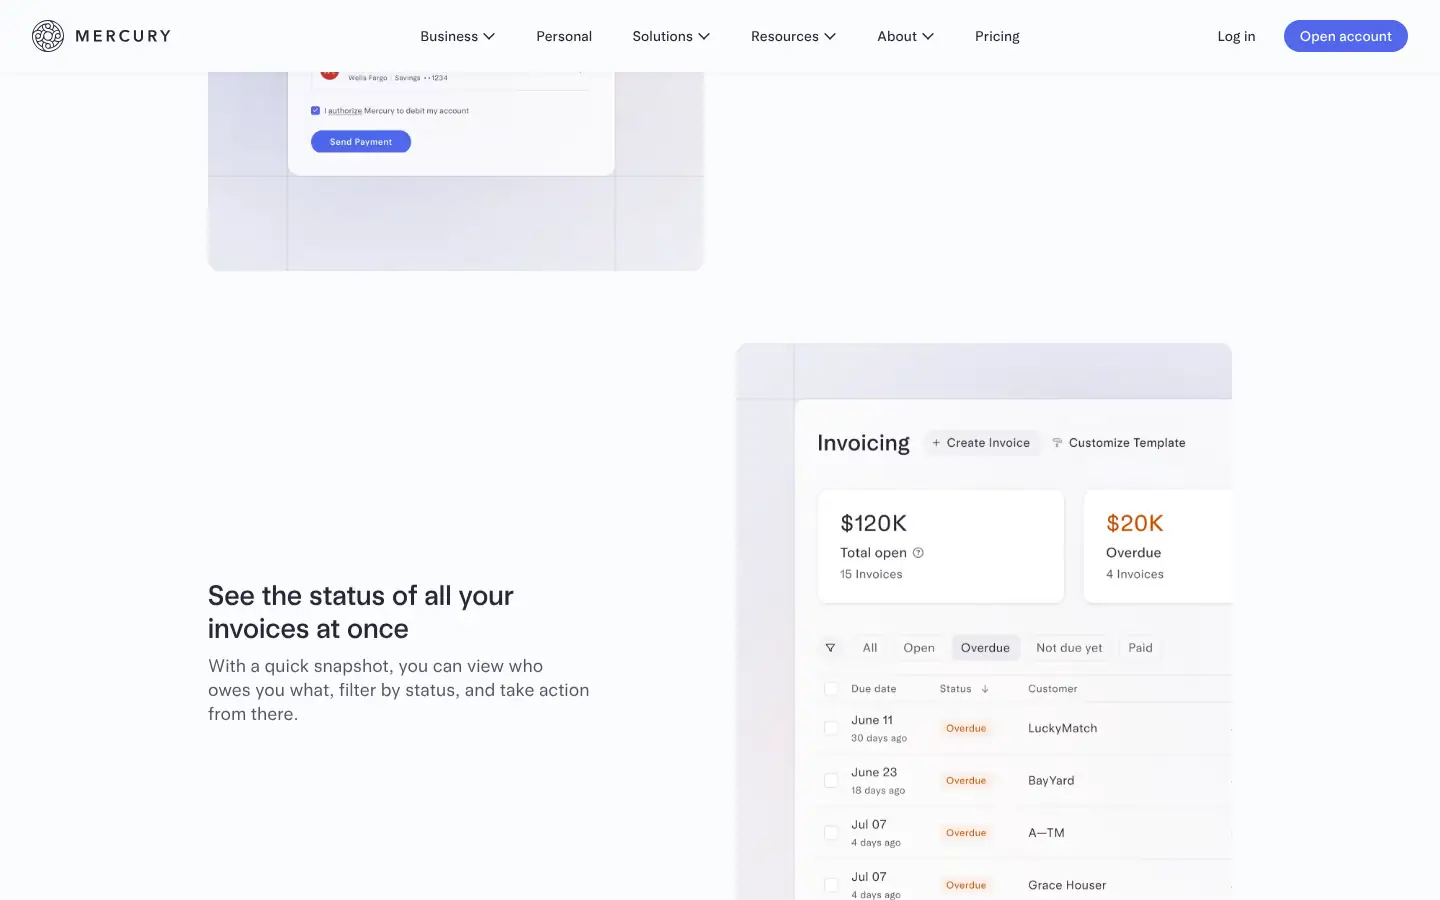 MERCURY
Business
Personal
Solutions
Resources
About
Pricing
Log in
Open account
Wells Fargo Savings ••1234
I authorize Mercury to debit my account
Send Payment
See the status of all your
invoices at once
With a quick snapshot, you can view who
owes you what, filter by status, and take action
from there.
Invoicing
+ Create Invoice
Customize Template
$120K
Total open
15 Invoices
$20K
Overdue
4 Invoices
All
Open
Overdue
Not due yet
Paid
Due date
Status ↓
Customer
June 11
30 days ago
Overdue
LuckyMatch
June 23
18 days ago
Overdue
BayYard
Jul 07
4 days ago
Overdue
A—TM
Jul 07
4 days ago
Overdue
Grace Houser